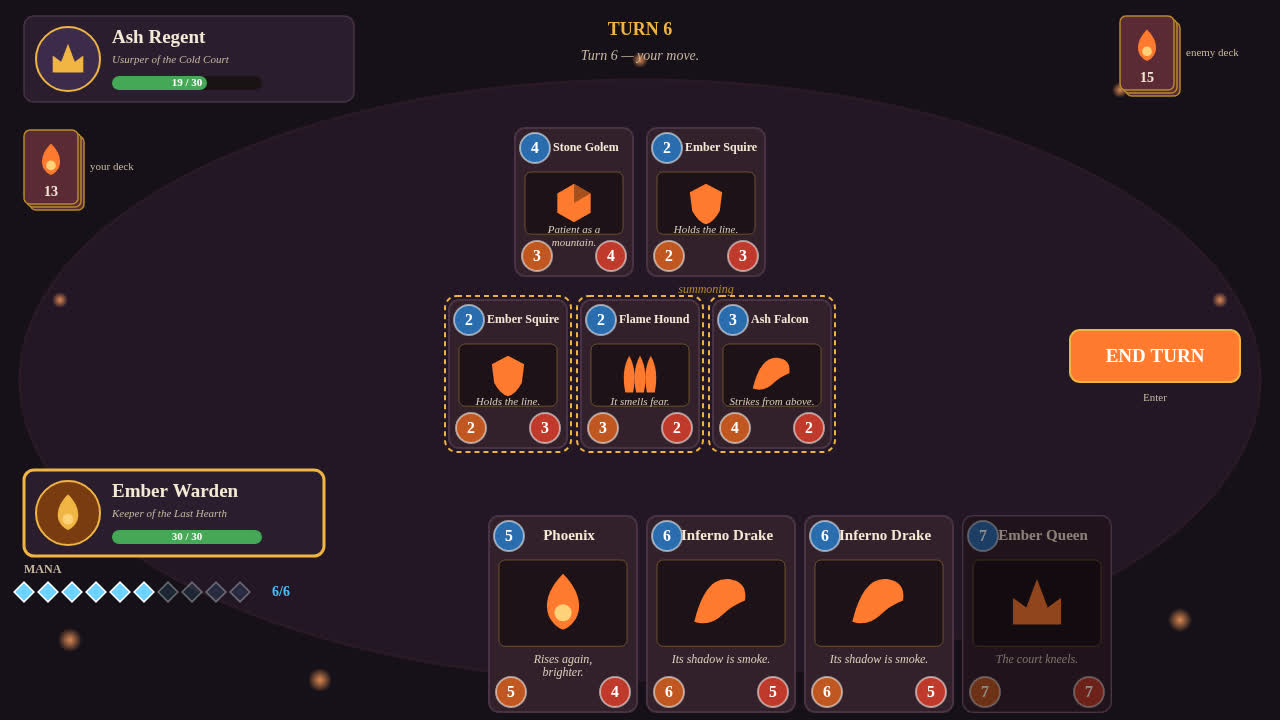 Ash Regent
Usurper of the Cold Court
19 / 30
TURN 6
Turn 6 — your move.
15
enemy deck
13
your deck
4
Stone Golem
Patient as a
mountain.
3
4
2
Ember Squire
Holds the line.
2
3
summoning
2
Ember Squire
Holds the line.
2
3
2
Flame Hound
It smells fear.
3
2
3
Ash Falcon
Strikes from above.
4
2
END TURN
Enter
Ember Warden
Keeper of the Last Hearth
30 / 30
MANA
6/6
5
Phoenix
Rises again,
brighter.
5
4
6
Inferno Drake
Its shadow is smoke.
6
5
6
Inferno Drake
Its shadow is smoke.
6
5
7
Ember Queen
The court kneels.
7
7